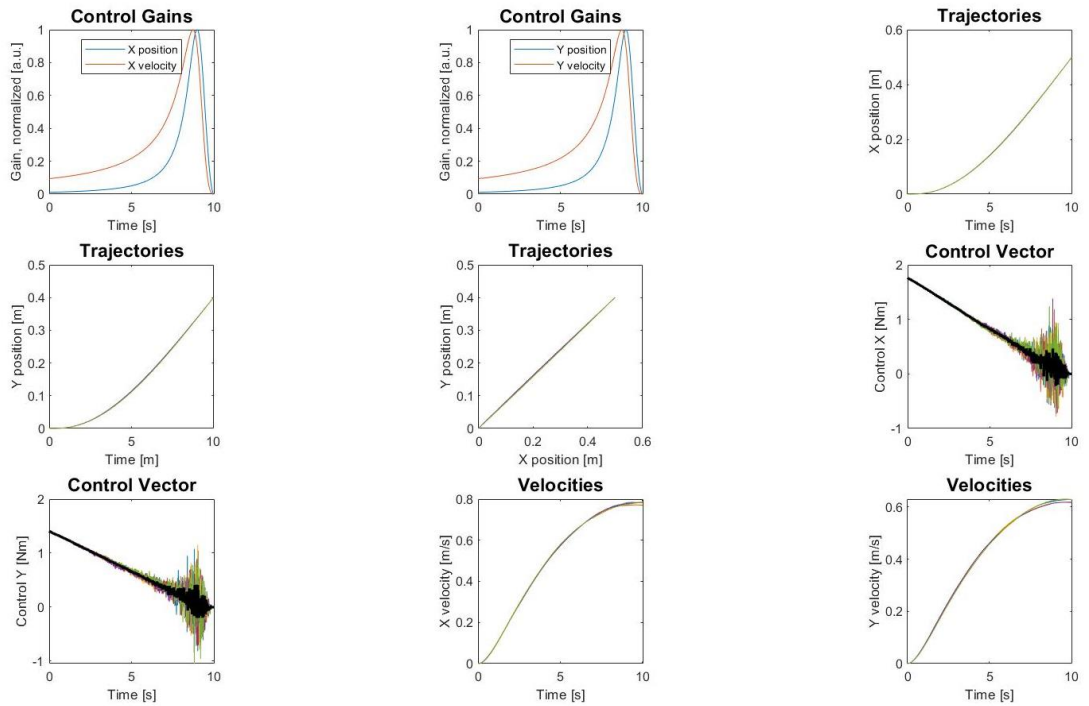 Control Gains
Gain, normalized [a.u.]
1
0.8
0.6
0.4
0.2
0
X position
X velocity
0
5
10
Time [s]
Control Gains
Gain, normalized [a.u.]
1
0.8
0.6
0.4
0.2
0
Y position
Y velocity
0
5
10
Time [s]
Trajectories
X position [m]
0.6
0.4
0.2
0
0
5
10
Time [s]
Trajectories
Y position [m]
0.5
0.4
0.3
0.2
0.1
0
0
5
10
Time [m]
Trajectories
Y position [m]
0.5
0.4
0.3
0.2
0.1
0
0
0.2
0.4
0.6
X position [m]
Control Vector
Control X [Nm]
2
1
0
-1
0
5
10
Time [s]
Control Vector
Control Y [Nm]
2
1
0
-1
0
5
10
Time [s]
Velocities
X velocity [m/s]
0.8
0.6
0.4
0.2
0
0
5
10
Time [s]
Velocities
Y velocity [m/s]
0.6
0.4
0.2
0
0
5
10
Time [s]